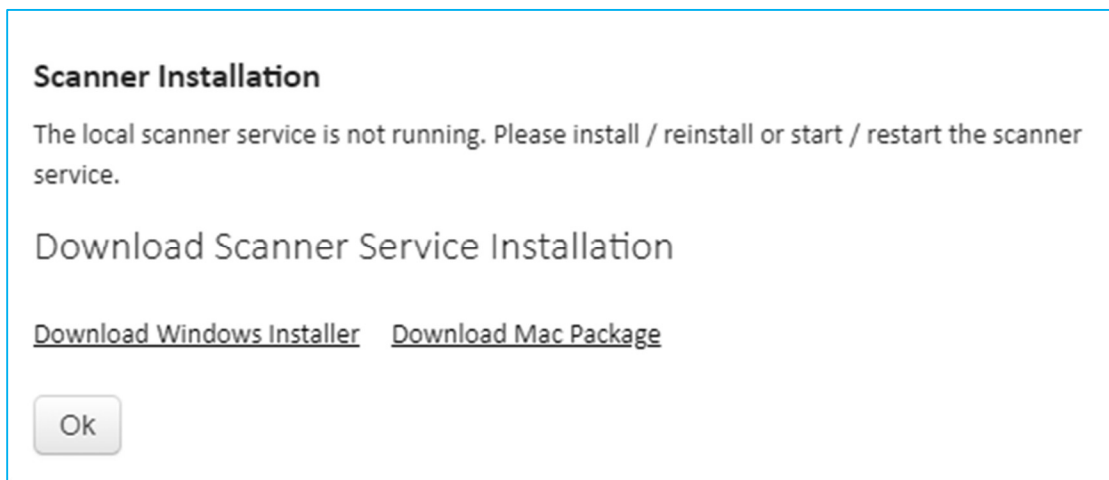 Scanner Installation
The local scanner service is not running. Please install / reinstall or start / restart the scanner
service.
Download Scanner Service Installation
Download Windows Installer Download Mac Package
Ok